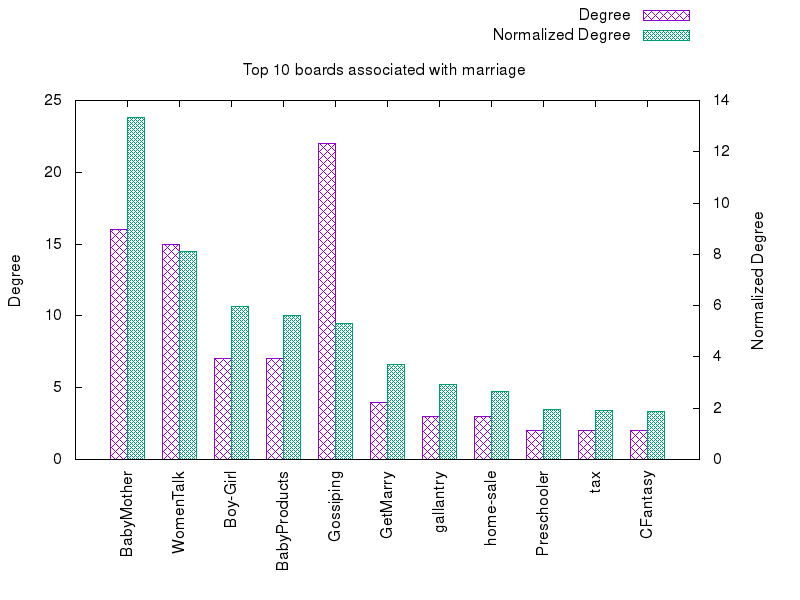 Degree
Normalized Degree
Top 10 boards associated with marriage
25
20
15
10
5
0
14
12
10
8
6
4
2
0
Degree
Normalized Degree
BabyMother
WomenTalk
Boy-Girl
BabyProducts
Gossiping
GetMarry
gallantry
home-sale
Preschooler
tax
CFantasy